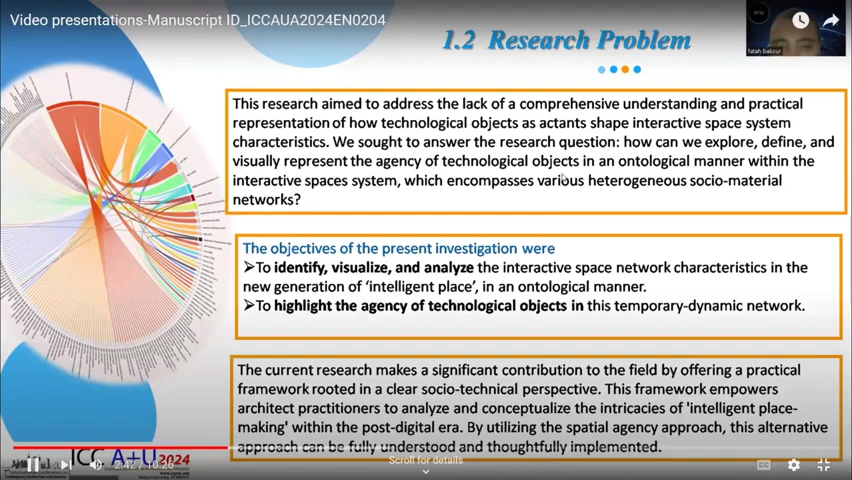 Video presentations-Manuscript ID_ICCAUA2024EN0204
1.2 Research Problem
fatah bakour
This research aimed to address the lack of a comprehensive understanding and practical
representation of how technological objects as actants shape interactive space system
characteristics. We sought to answer the research question: how can we explore, define, and
visually represent the agency of technological objects in an ontological manner within the
interactive spaces system, which encompasses various heterogeneous socio-material
networks?
The objectives of the present investigation were
➢To identify, visualize, and analyze the interactive space network characteristics in the
new generation of ‘intelligent place’, in an ontological manner.
➢To highlight the agency of technological objects in this temporary-dynamic network.
The current research makes a significant contribution to the field by offering a practical
framework rooted in a clear socio-technical perspective. This framework empowers
architect practitioners to analyze and conceptualize the intricacies of 'intelligent place-
making' within the post-digital era. By utilizing the spatial agency approach, this alternative
approach can be fully understood and thoughtfully implemented.
ICC A+U 2024
2:42
Scroll for details